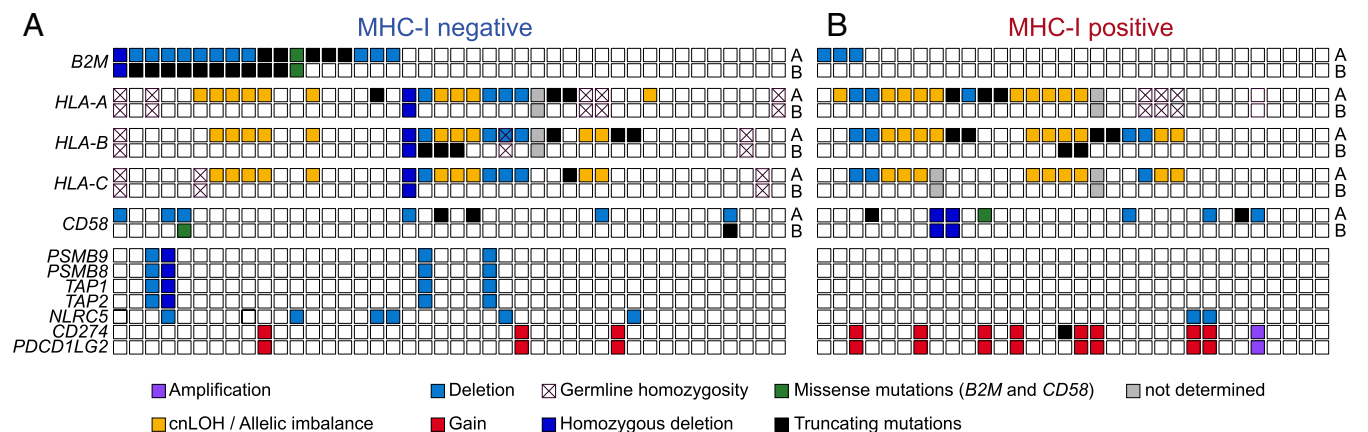 A MHC-I negative B MHC-I positive
B2M A A
B B
HLA-A A A
B B
HLA-B A A
B B
HLA-C A A
B B
CD58 A A
B B
PSMB9
PSMB8
TAP1
TAP2
NLRC5
CD274
PDCD1LG2
Amplification Deletion Germline homozygosity Missense mutations (B2M and CD58) not determined
cnLOH / Allelic imbalance Gain Homozygous deletion Truncating mutations